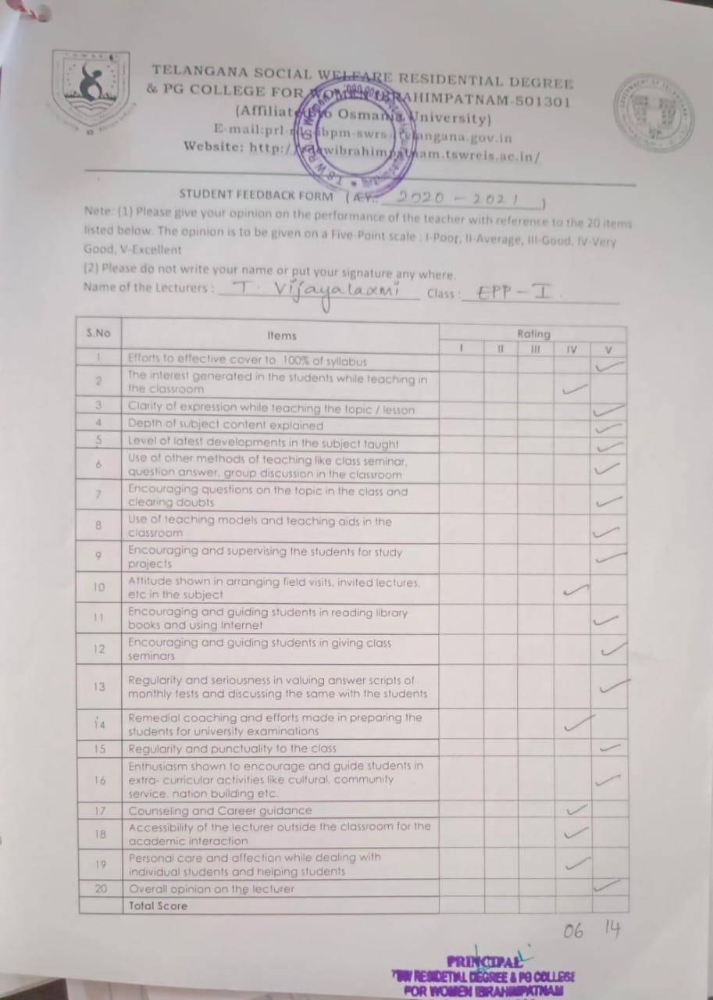 TELANGANA SOCIAL WELFARE RESIDENTIAL DEGREE
& PG COLLEGE FOR WOMEN IBRAHIMPATNAM-501301
(Affiliated to Osmania University)
E-mail:prl- ibpm-swrs telangana.gov.in
Website: http:// wibrahimpatnam.tswreis.ac.in/
STUDENT FEEDBACK FORM (A.Y.: 2020 - 2021)
Note: (1) Please give your opinion on the performance of the teacher with reference to the 20 items
listed below. The opinion is to be given on a Five-Point scale : I-Poor, II-Average, III-Good, IV-Very
Good, V-Excellent
(2) Please do not write your name or put your signature any where.
Name of the Lecturers : T. Vijayalaxmi Class : EPP - I.
S.No Items Rating
I II III IV V
1 Efforts to effective cover to 100% of syllabus ✓
2 The interest generated in the students while teaching in
the classroom ✓
3 Clarity of expression while teaching the topic / lesson ✓
4 Depth of subject content explained ✓
5 Level of latest developments in the subject taught ✓
6 Use of other methods of teaching like class seminar,
question answer, group discussion in the classroom ✓
7 Encouraging questions on the topic in the class and
clearing doubts ✓
8 Use of teaching models and teaching aids in the
classroom ✓
9 Encouraging and supervising the students for study
projects ✓
10 Attitude shown in arranging field visits, invited lectures,
etc in the subject ✓
11 Encouraging and guiding students in reading library
books and using Internet ✓
12 Encouraging and guiding students in giving class
seminars ✓
13 Regularity and seriousness in valuing answer scripts of
monthly tests and discussing the same with the students ✓
14 Remedial coaching and efforts made in preparing the
students for university examinations ✓
15 Regularity and punctuality to the class ✓
16 Enthusiasm shown to encourage and guide students in
extra- curricular activities like cultural, community
service, nation building etc. ✓
17 Counseling and Career guidance ✓
18 Accessibility of the lecturer outside the classroom for the
academic interaction ✓
19 Personal care and affection while dealing with
individual students and helping students ✓
20 Overall opinion on the lecturer ✓
Total Score
06 14
PRINCIPAL
TSW RESIDETIAL DEGREE & PG COLLEGE
FOR WOMEN IBRAHIMPATNAM